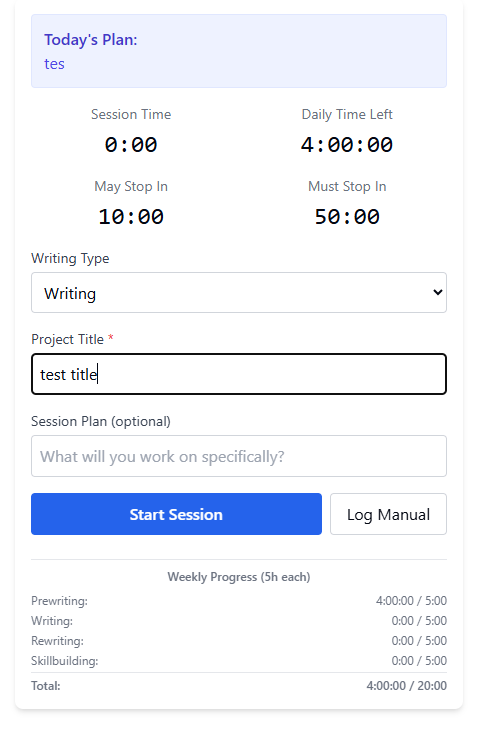 Today's Plan:
tes
Session Time
Daily Time Left
0:00
4:00:00
May Stop In
Must Stop In
10:00
50:00
Writing Type
Writing
Project Title *
test title
Session Plan (optional)
What will you work on specifically?
Start Session
Log Manual
Weekly Progress (5h each)
Prewriting: 4:00:00 / 5:00
Writing: 0:00 / 5:00
Rewriting: 0:00 / 5:00
Skillbuilding: 0:00 / 5:00
Total: 4:00:00 / 20:00